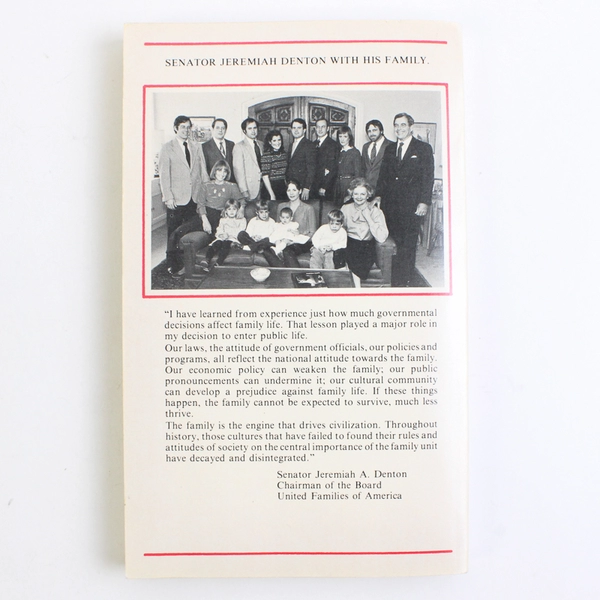 SENATOR JEREMIAH DENTON WITH HIS FAMILY.
“I have learned from experience just how much governmental
decisions affect family life. That lesson played a major role in
my decision to enter public life.
Our laws, the attitude of government officials, our policies and
programs, all reflect the national attitude towards the family.
Our economic policy can weaken the family; our public
pronouncements can undermine it; our cultural community
can develop a prejudice against family life. If these things
happen, the family cannot be expected to survive, much less
thrive.
The family is the engine that drives civilization. Throughout
history, those cultures that have failed to found their rules and
attitudes of society on the central importance of the family unit
have decayed and disintegrated.”
Senator Jeremiah A. Denton
Chairman of the Board
United Families of America